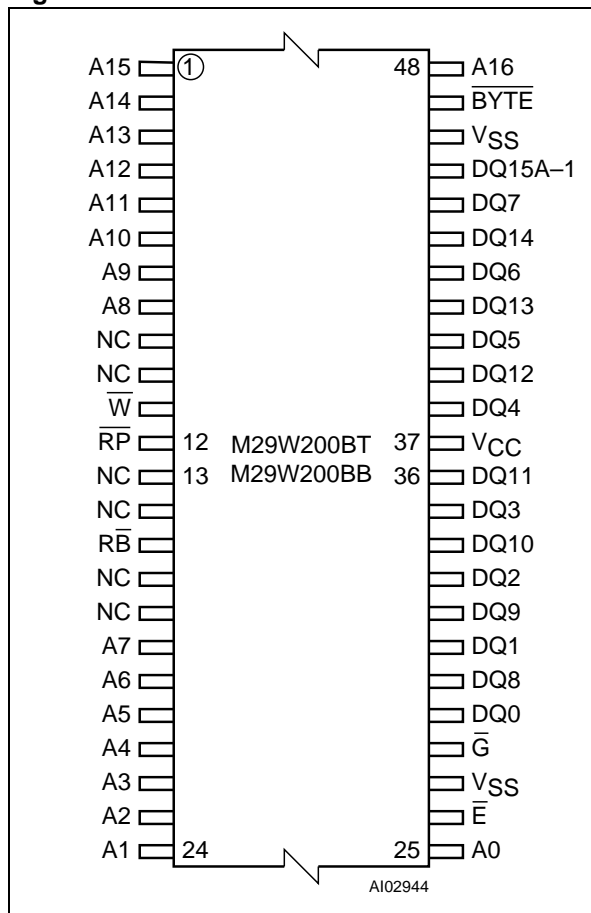 A15 1 48 A16
A14 B̅Y̅T̅E̅
A13 VSS
A12 DQ15A–1
A11 DQ7
A10 DQ14
A9 DQ6
A8 DQ13
NC DQ5
NC DQ12
W̅ DQ4
R̅P̅ 12 M29W200BT 37 VCC
NC 13 M29W200BB 36 DQ11
NC DQ3
RB̅ DQ10
NC DQ2
NC DQ9
A7 DQ1
A6 DQ8
A5 DQ0
A4 G̅
A3 VSS
A2 E̅
A1 24 25 A0
AI02944